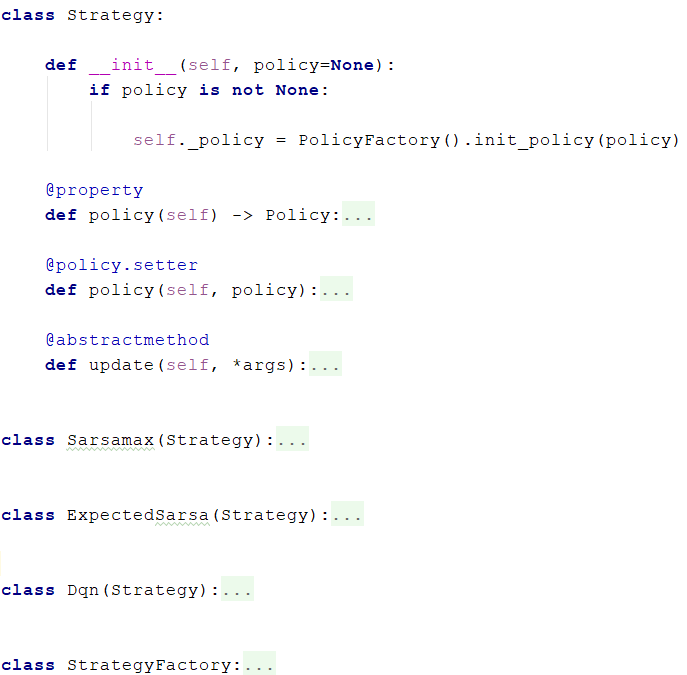 class Strategy:
    def __init__(self, policy=None):
        if policy is not None:
            self._policy = PolicyFactory().init_policy(policy)
    @property
    def policy(self) -> Policy:...
    @policy.setter
    def policy(self, policy):...
    @abstractmethod
    def update(self, *args):...
class Sarsamax(Strategy):...
class ExpectedSarsa(Strategy):...
class Dqn(Strategy):...
class StrategyFactory:...